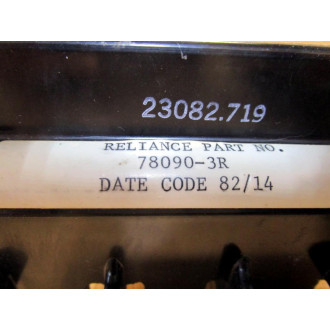 23082.719
RELIANCE PART NO.
78090-3R
DATE CODE 82/14